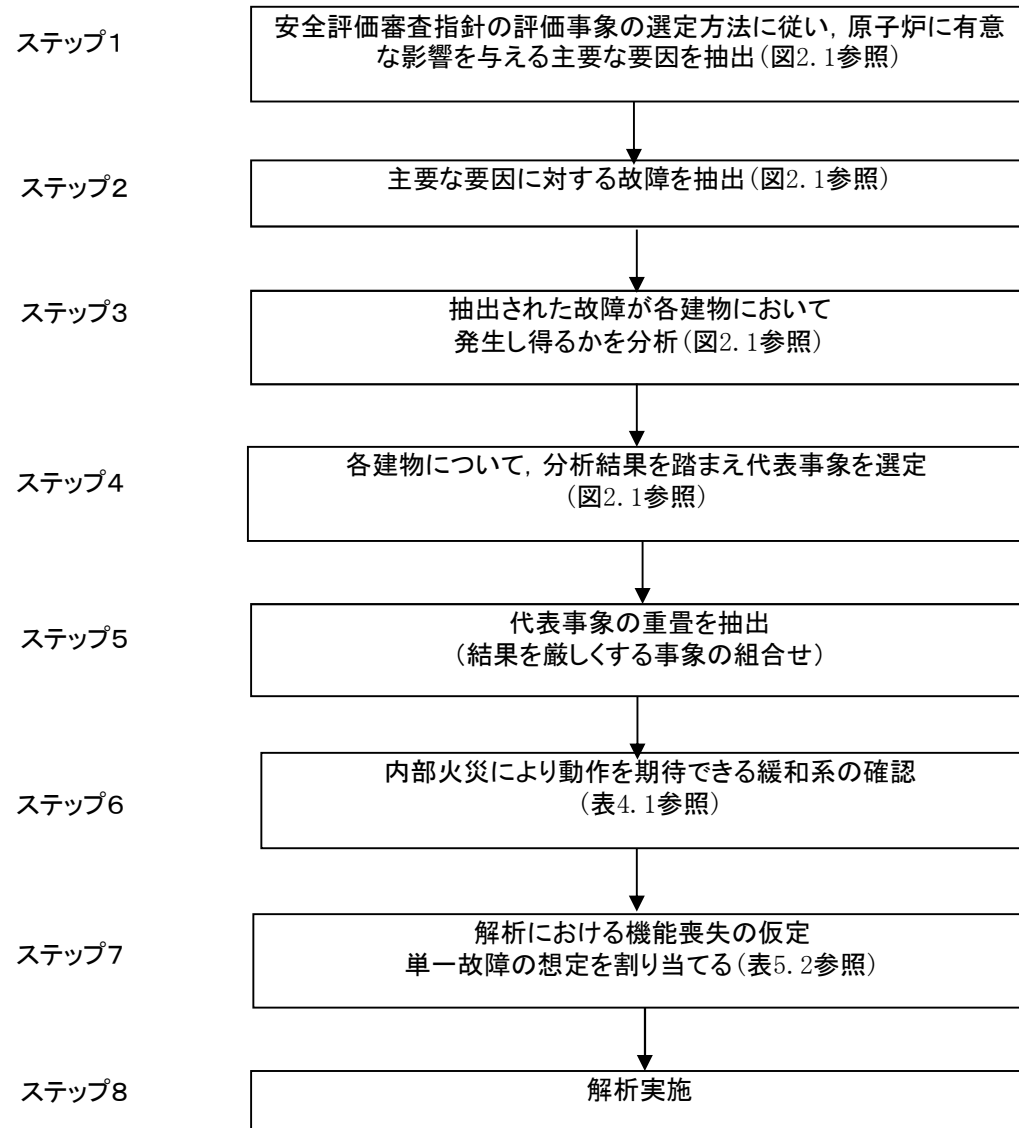 ステップ1
安全評価審査指針の評価事象の選定方法に従い,原子炉に有意
な影響を与える主要な要因を抽出(図2.1参照)
ステップ2
主要な要因に対する故障を抽出(図2.1参照)
ステップ3
抽出された故障が各建物において
発生し得るかを分析(図2.1参照)
ステップ4
各建物について,分析結果を踏まえ代表事象を選定
(図2.1参照)
ステップ5
代表事象の重畳を抽出
(結果を厳しくする事象の組合せ)
ステップ6
内部火災により動作を期待できる緩和系の確認
(表4.1参照)
ステップ7
解析における機能喪失の仮定
単一故障の想定を割り当てる(表5.2参照)
ステップ8
解析実施